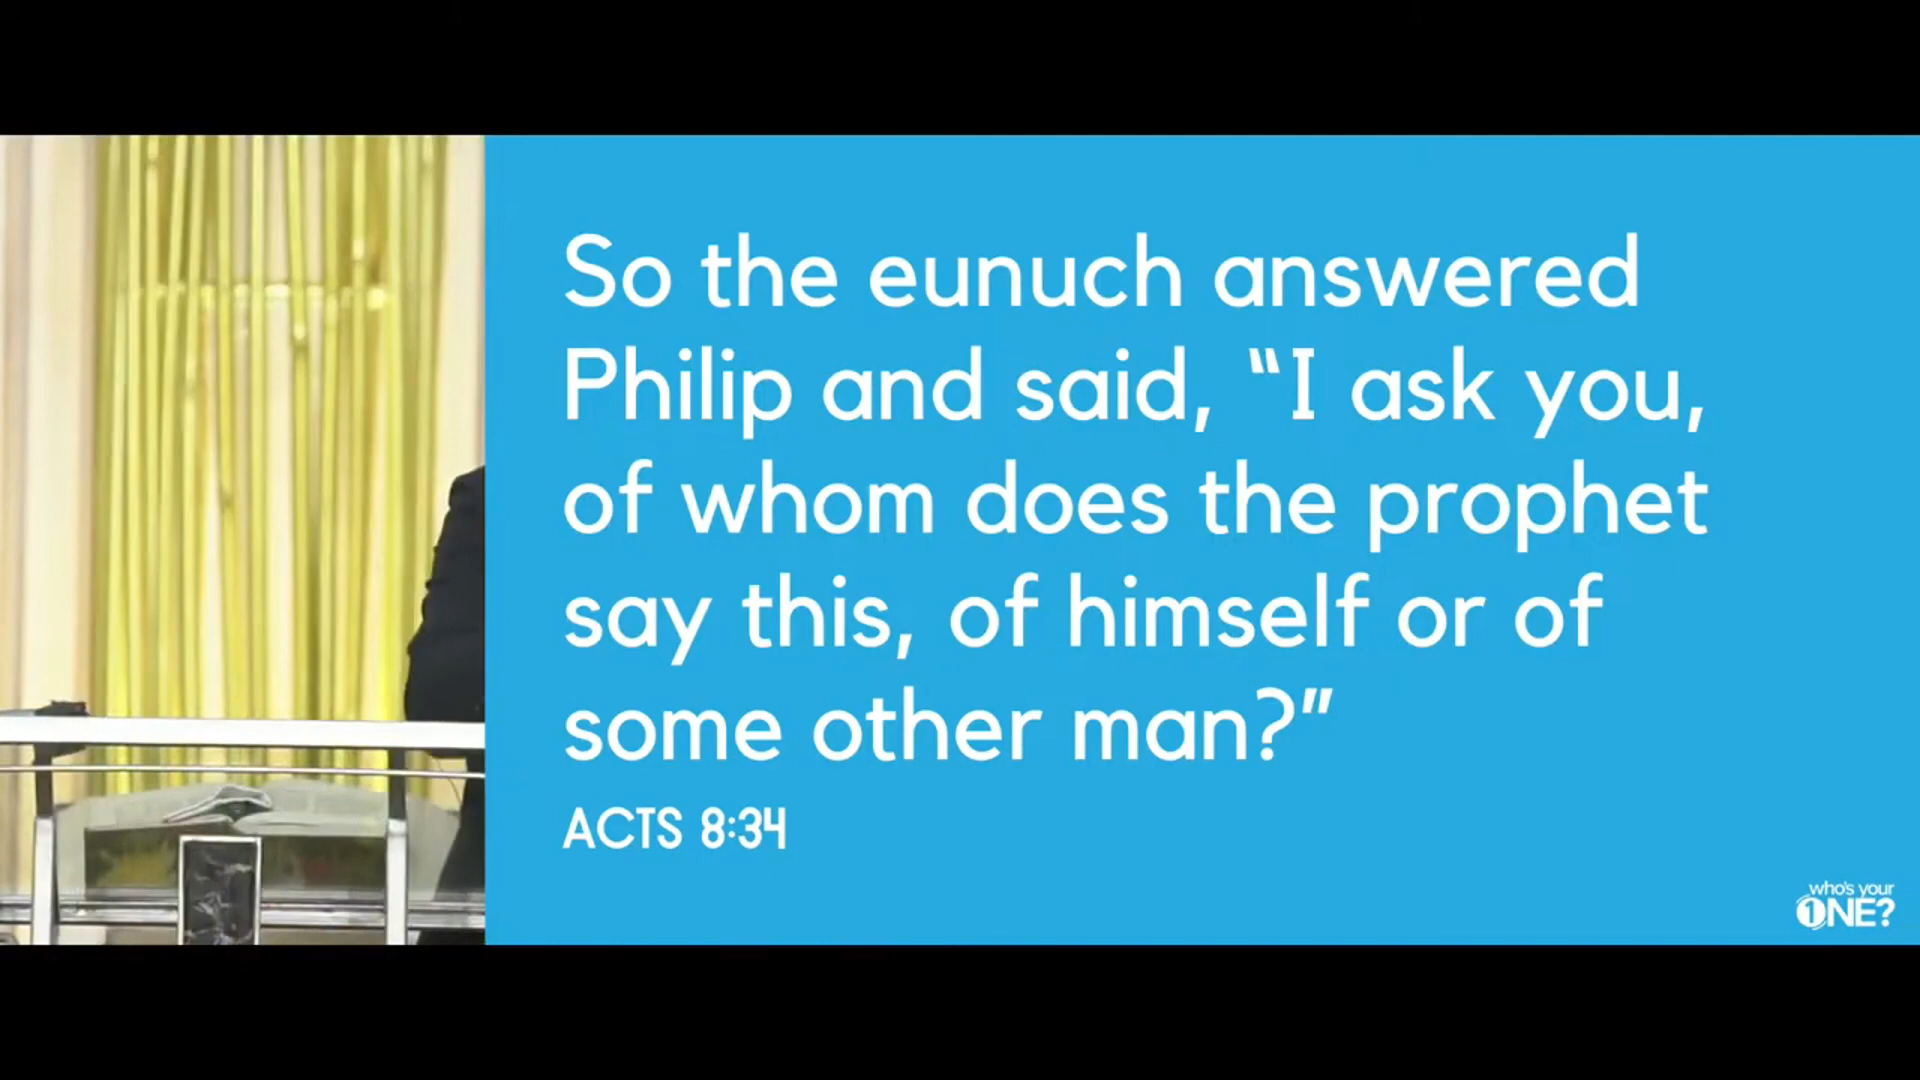 So the eunuch answered
Philip and said, “I ask you,
of whom does the prophet
say this, of himself or of
some other man?”
ACTS 8:34
who's your
ONE?